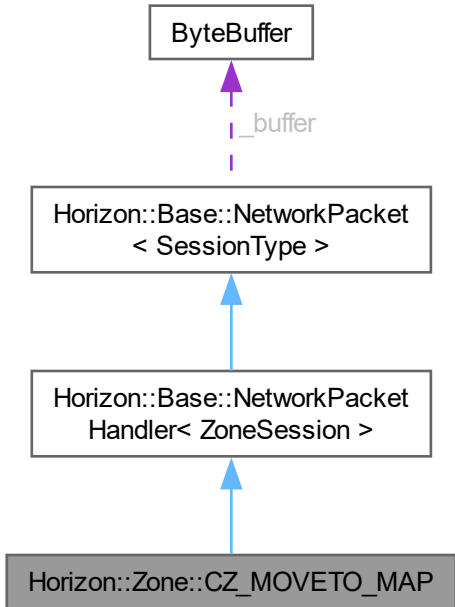 ByteBuffer
_buffer
Horizon::Base::NetworkPacket
< SessionType >
Horizon::Base::NetworkPacket
Handler< ZoneSession >
Horizon::Zone::CZ_MOVETO_MAP